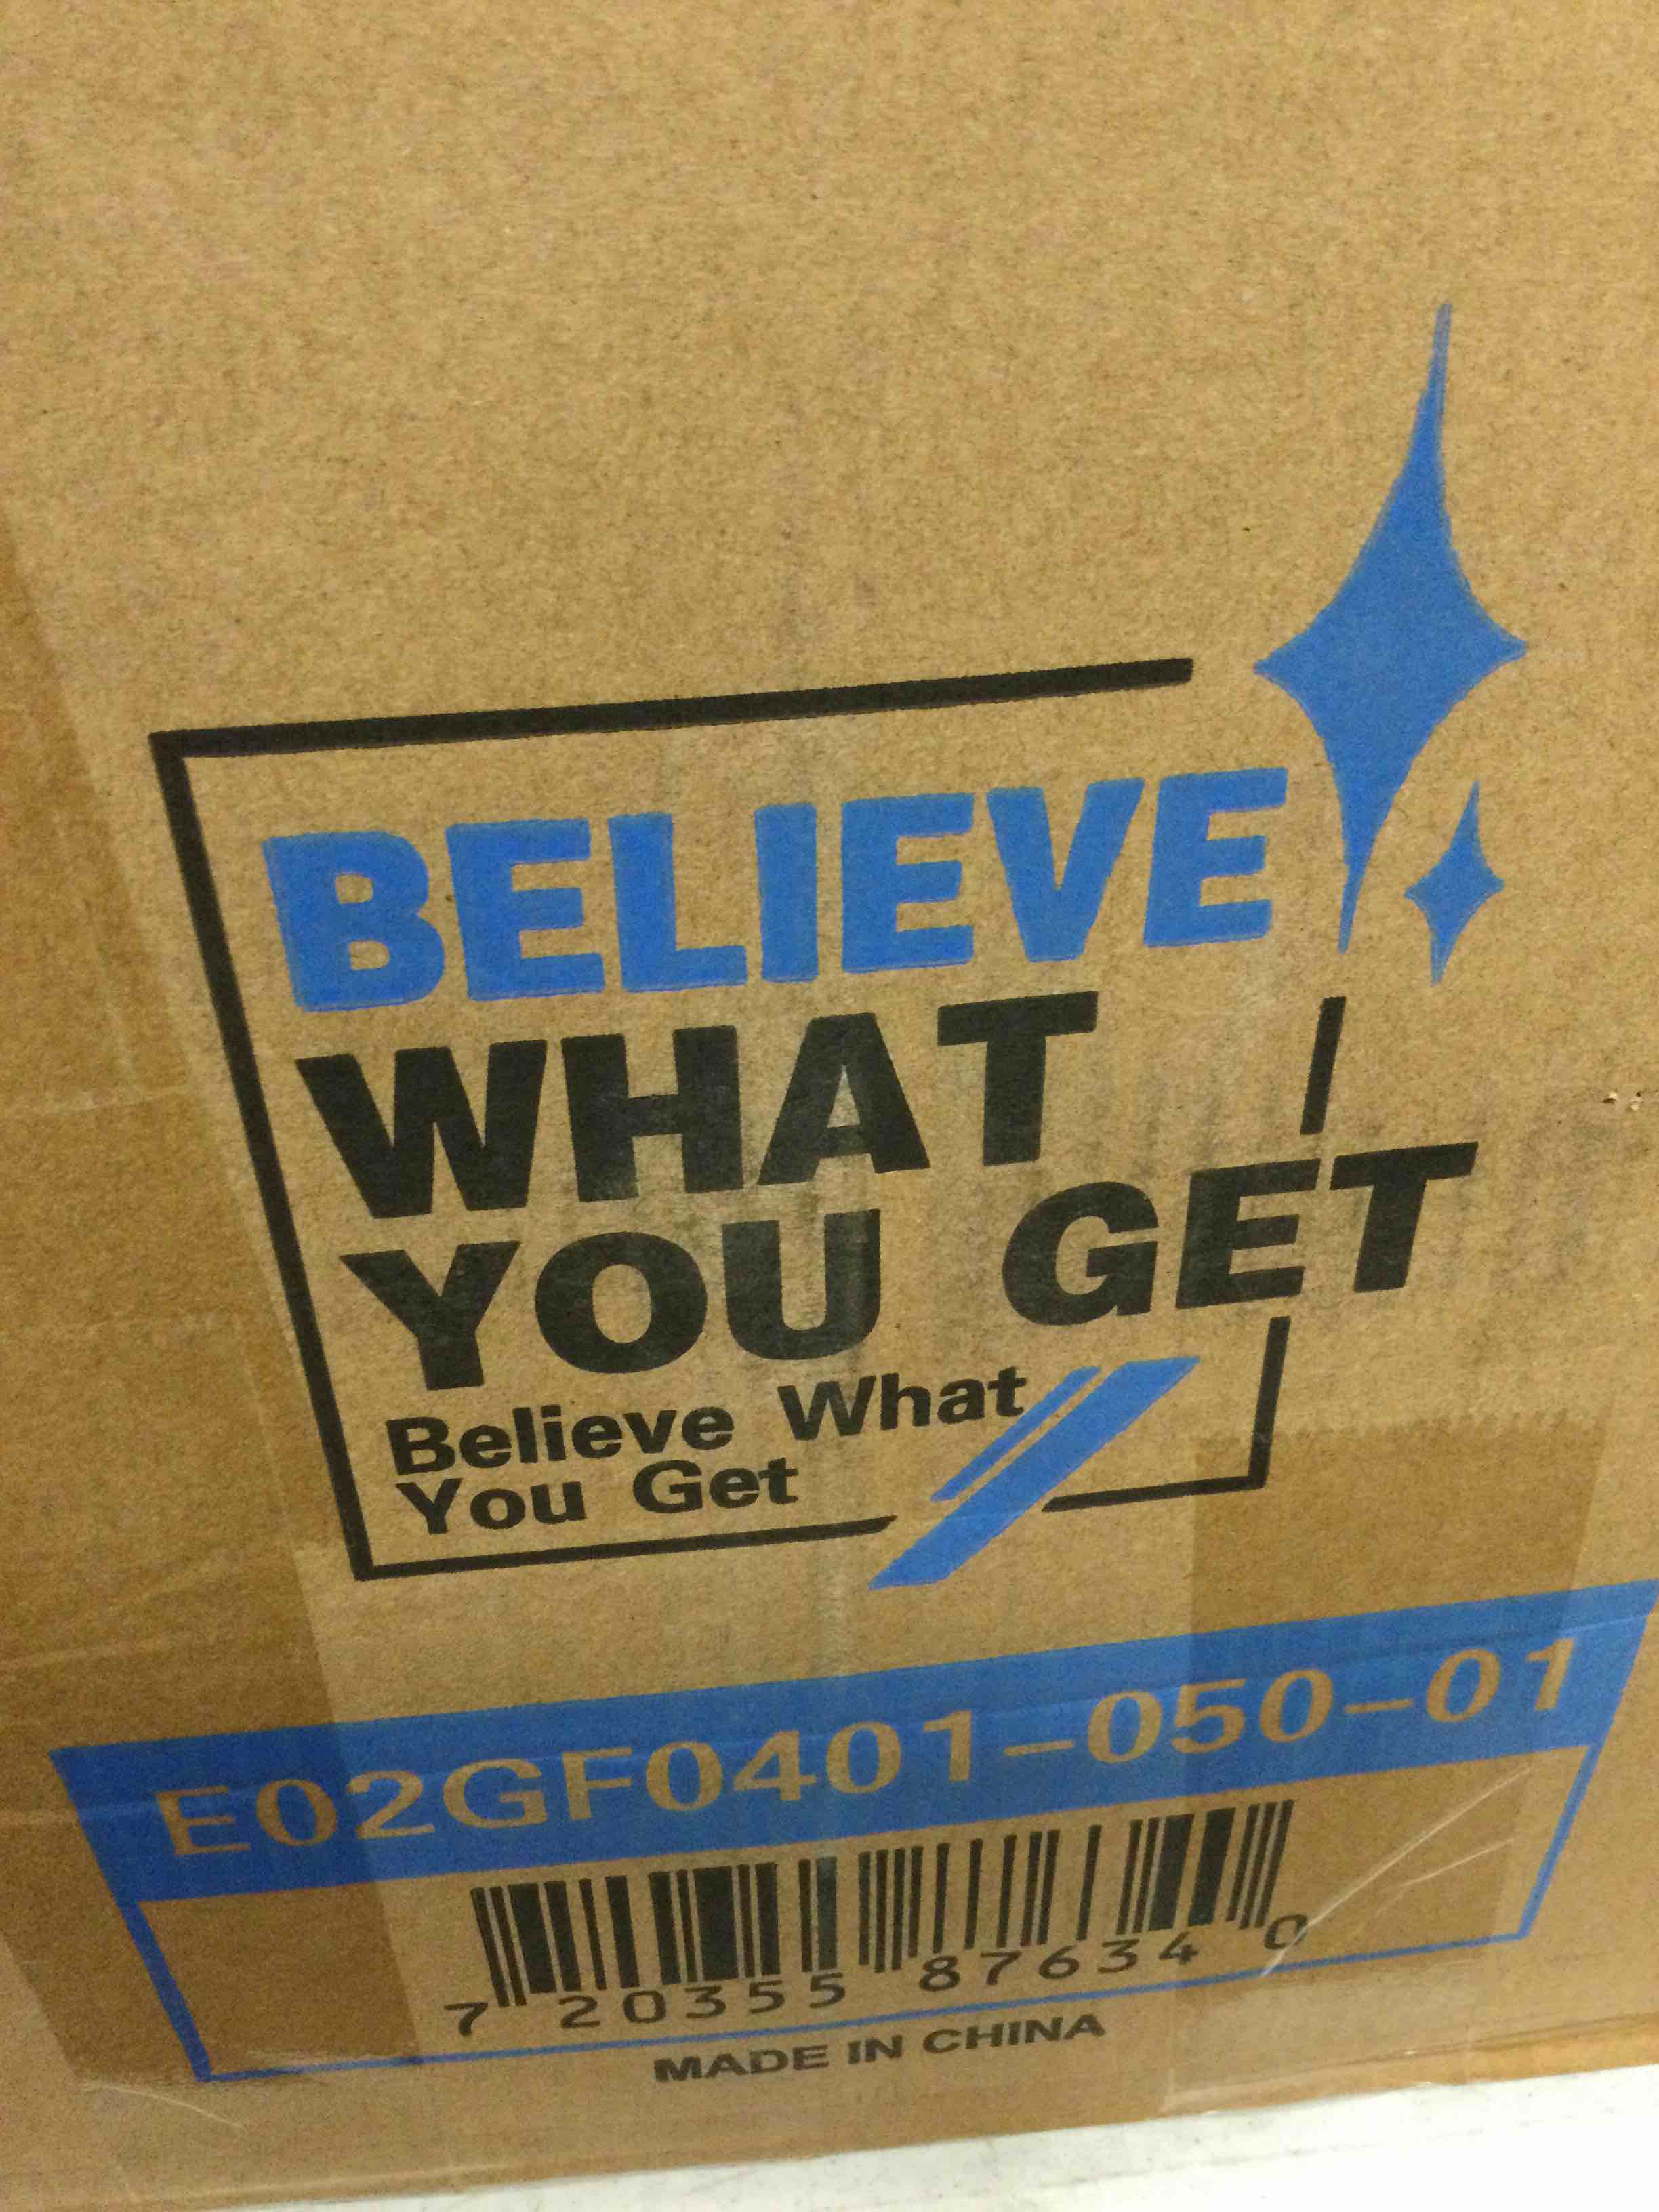 BELIEVE
WHAT
YOU GET
Believe What
You Get
E02GF0401-050-01
7 20355 87634 0
MADE IN CHINA